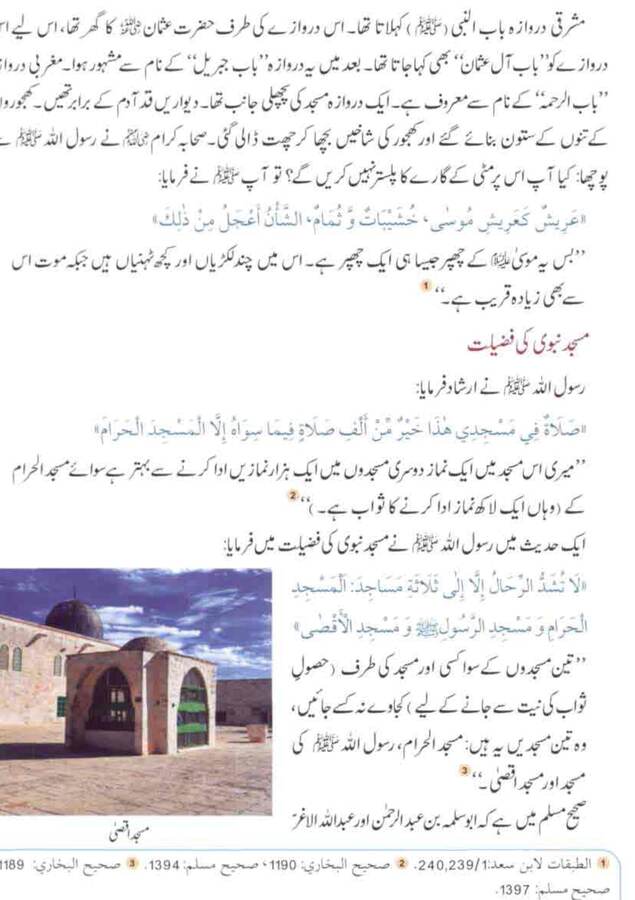 مشرقی دروازہ باب النبی (ﷺ) کہلاتا تھا۔ اس دروازے کی طرف حضرت عثمان رضی اللہ عنہ کا گھر تھا، اس لیے اس
دروازے کو ”باب آل عثمان“ بھی کہا جاتا تھا۔ بعد میں یہ دروازہ ”باب جبریل“ کے نام سے مشہور ہوا۔ مغربی
”باب الرحمۃ“ کے نام سے معروف ہے۔ ایک دروازہ مسجد کی پچھلی جانب تھا۔ دیواریں قد آدم کے برابر تھیں۔ کھجور
کے تنوں کے ستون بنائے گئے اور کھجور کی شاخیں بچھا کر چھت ڈالی گئی۔ صحابہ کرام رضی اللہ عنہم نے رسول اللہ ﷺ سے
پوچھا: کیا آپ اس پر مٹی کے گارے کا پلستر نہیں کریں گے؟ تو آپ ﷺ نے فرمایا:
«عَرِيشٌ كَعَرِيشِ مُوسٰى، خُشَيْبَاتٌ وَّ ثُمَامٌ، الشَّأْنُ أَعْجَلُ مِنْ ذٰلِكَ»
”بس یہ موسیٰ علیہ السلام کے چھپر جیسا ہی ایک چھپر ہے۔ اس میں چند لکڑیاں اور کچھ ٹہنیاں ہیں جبکہ موت اس
سے بھی زیادہ قریب ہے۔“ 1
مسجد نبوی کی فضیلت
رسول اللہ ﷺ نے ارشاد فرمایا:
«صَلَاةٌ فِي مَسْجِدِي هٰذَا خَيْرٌ مِّنْ أَلْفِ صَلَاةٍ فِيمَا سِوَاهُ إِلَّا الْمَسْجِدَ الْحَرَامَ»
”میری اس مسجد میں ایک نماز دوسری مسجدوں میں ایک ہزار نمازیں ادا کرنے سے بہتر ہے سوائے مسجد الحرام
کے (وہاں ایک لاکھ نماز ادا کرنے کا ثواب ہے۔)“ 2
ایک حدیث میں رسول اللہ ﷺ نے مسجد نبوی کی فضیلت میں فرمایا:
«لَا تُشَدُّ الرِّحَالُ إِلَّا إِلٰى ثَلَاثَةِ مَسَاجِدَ: اَلْمَسْجِدِ
الْحَرَامِ وَ مَسْجِدِ الرَّسُولِ ﷺ وَ مَسْجِدِ الْأَقْصٰى»
”تین مسجدوں کے سوا کسی اور مسجد کی طرف (حصولِ
ثواب کی نیت سے جانے کے لیے) کجاوے نہ کسے جائیں،
وہ تین مسجدیں یہ ہیں: مسجد الحرام، رسول اللہ ﷺ کی
مسجد اور مسجد اقصیٰ۔“ 3
صحیح مسلم میں ہے کہ ابوسلمہ بن عبد الرحمٰن اور عبداللہ الاغر
مسجد اقصیٰ
1 الطبقات لابن سعد: 240,239/1. 2 صحيح البخاري: 1190، صحيح مسلم: 1394. 3 صحيح البخاري: 1189
صحيح مسلم: 1397.